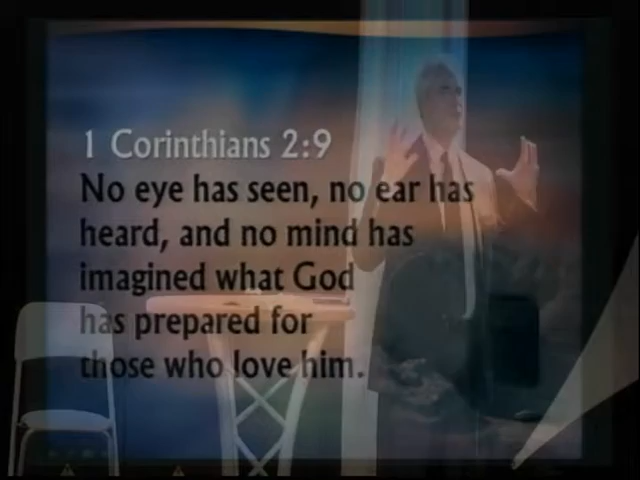 1 Corinthians 2:9
No eye has seen, no ear has
heard, and no mind has
imagined what God
has prepared for
those who love him.